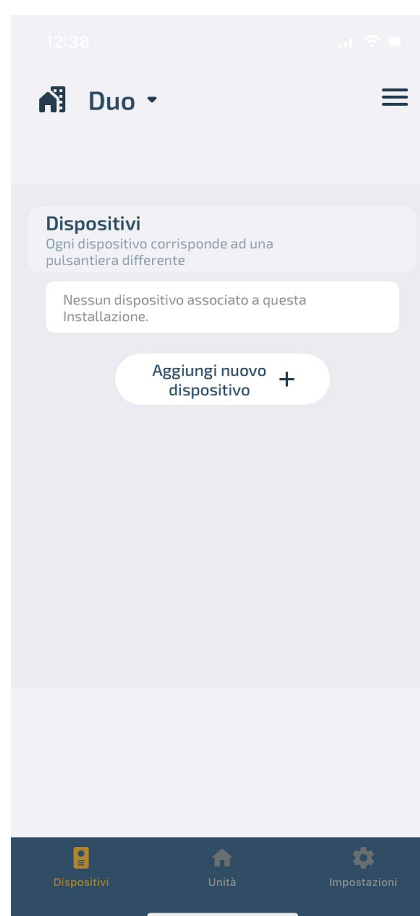 12:38
Duo
Dispositivi
Ogni dispositivo corrisponde ad una
pulsantiera differente
Nessun dispositivo associato a questa
Installazione.
Aggiungi nuovo
dispositivo
Dispositivi
Unità
Impostazioni